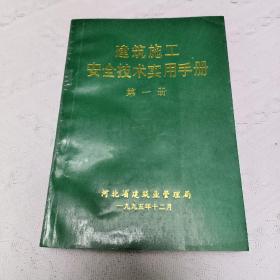 建筑施工
安全技术实用手册
第一册
河北省建筑业管理局
一九九五年十二月